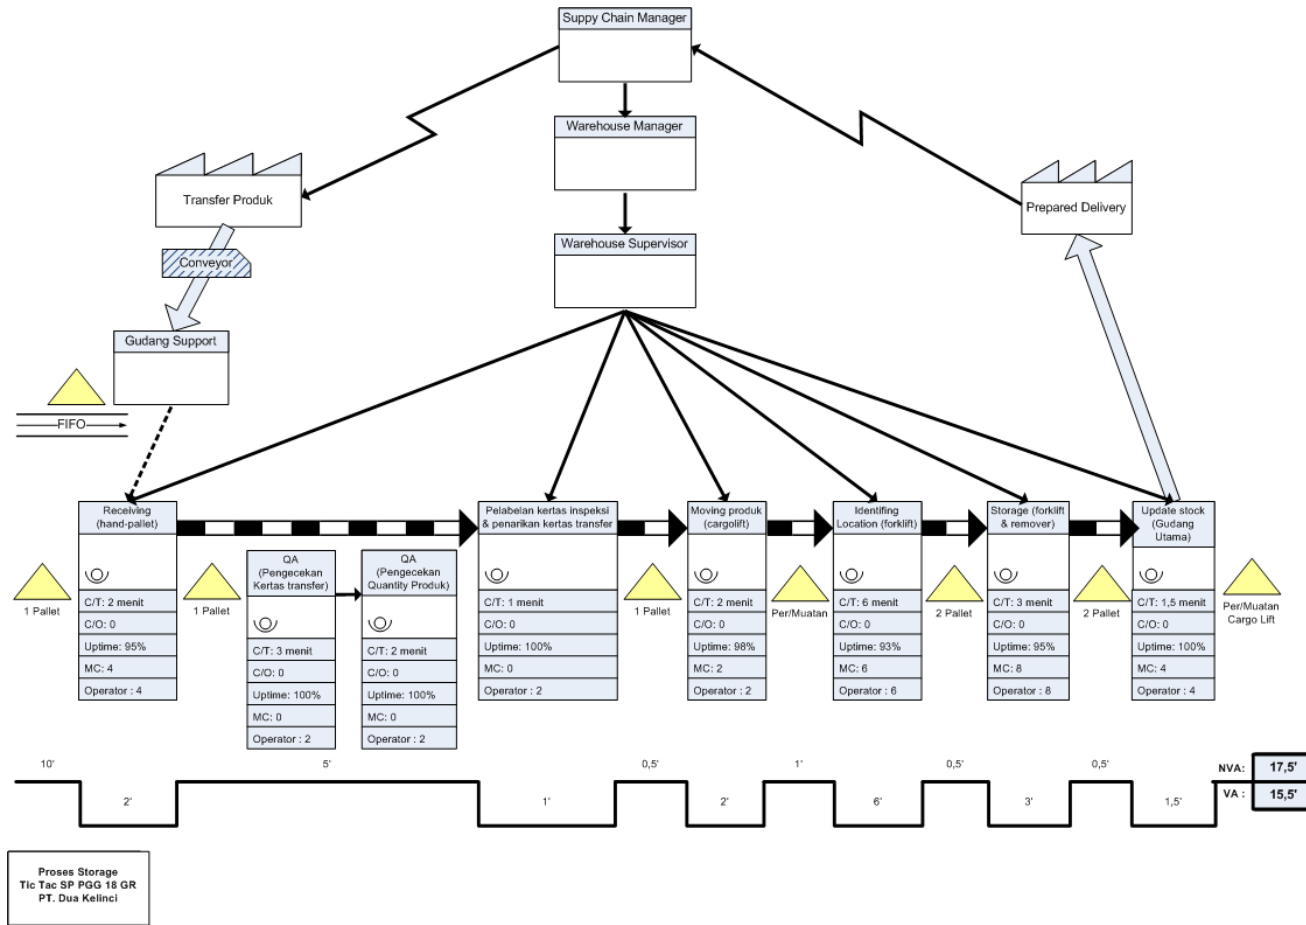 Suppy Chain Manager
Warehouse Manager
Transfer Produk
Prepared Delivery
Warehouse Supervisor
Conveyor
Gudang Support
FIFO
Receiving
(hand-pallet)
C/T: 2 menit
C/O: 0
Uptime: 95%
MC: 4
Operator : 4
1 Pallet
1 Pallet
QA
(Pengecekan
Kertas transfer)
C/T: 3 menit
C/O: 0
Uptime: 100%
MC: 0
Operator : 2
QA
(Pengecekan
Quantity Produk)
C/T: 2 menit
C/O: 0
Uptime: 100%
MC: 0
Operator : 2
Pelabelan kertas inspeksi
& penarikan kertas transfer
C/T: 1 menit
C/O: 0
Uptime: 100%
MC: 0
Operator : 2
1 Pallet
Moving produk
(cargolift)
C/T: 2 menit
C/O: 0
Uptime: 98%
MC: 2
Operator : 2
Per/Muatan
Identifing
Location (forklift)
C/T: 6 menit
C/O: 0
Uptime: 93%
MC: 6
Operator : 6
2 Pallet
Storage (forklift
& remover)
C/T: 3 menit
C/O: 0
Uptime: 95%
MC: 8
Operator : 8
2 Pallet
Update stock
(Gudang
Utama)
C/T: 1,5 menit
C/O: 0
Uptime: 100%
MC: 4
Operator : 4
Per/Muatan
Cargo Lift
10'
5'
0,5'
1'
0,5'
0,5'
2'
1'
2'
6'
3'
1,5'
NVA: 17,5'
VA : 15,5'
Proses Storage
Tic Tac SP PGG 18 GR
PT. Dua Kelinci